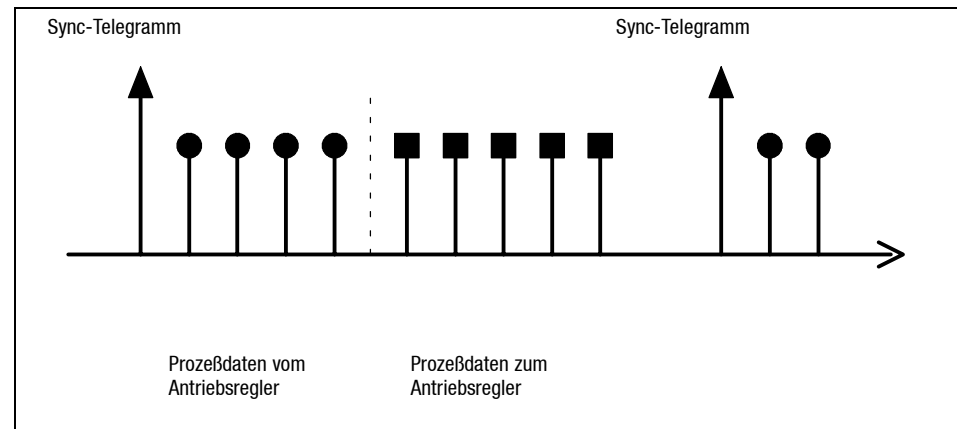 Sync-Telegramm
Sync-Telegramm
Prozeßdaten vom
Antriebsregler
Prozeßdaten zum
Antriebsregler